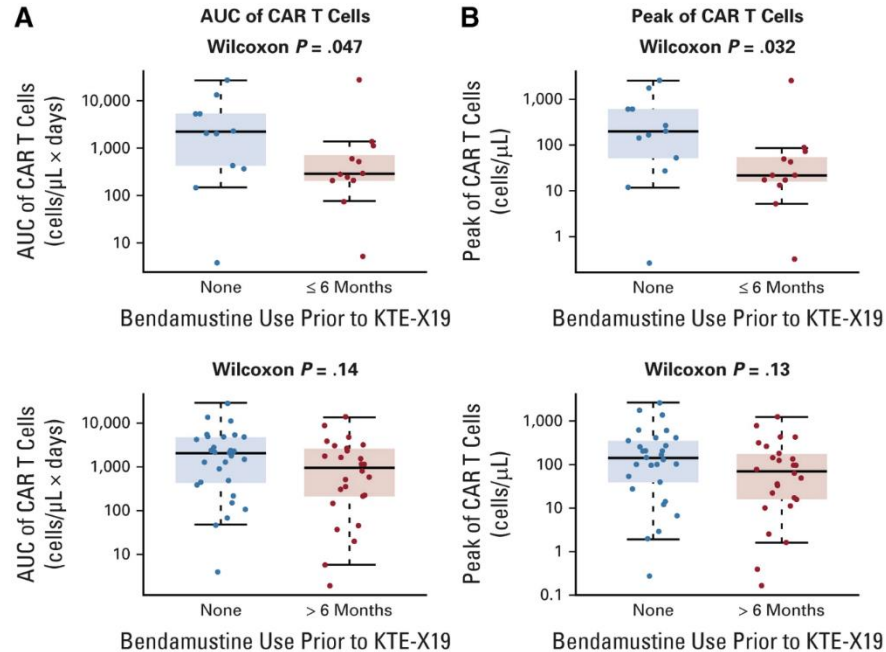 A
AUC of CAR T Cells
Wilcoxon P = .047
AUC of CAR T Cells
(cells/µL × days)
10,000
1,000
100
10
None
≤ 6 Months
Bendamustine Use Prior to KTE-X19
B
Peak of CAR T Cells
Wilcoxon P = .032
Peak of CAR T Cells
(cells/µL)
1,000
100
10
1
None
≤ 6 Months
Bendamustine Use Prior to KTE-X19
Wilcoxon P = .14
AUC of CAR T Cells
(cells/µL × days)
10,000
1,000
100
10
None
> 6 Months
Bendamustine Use Prior to KTE-X19
Wilcoxon P = .13
Peak of CAR T Cells
(cells/µL)
1,000
100
10
1
0.1
None
> 6 Months
Bendamustine Use Prior to KTE-X19